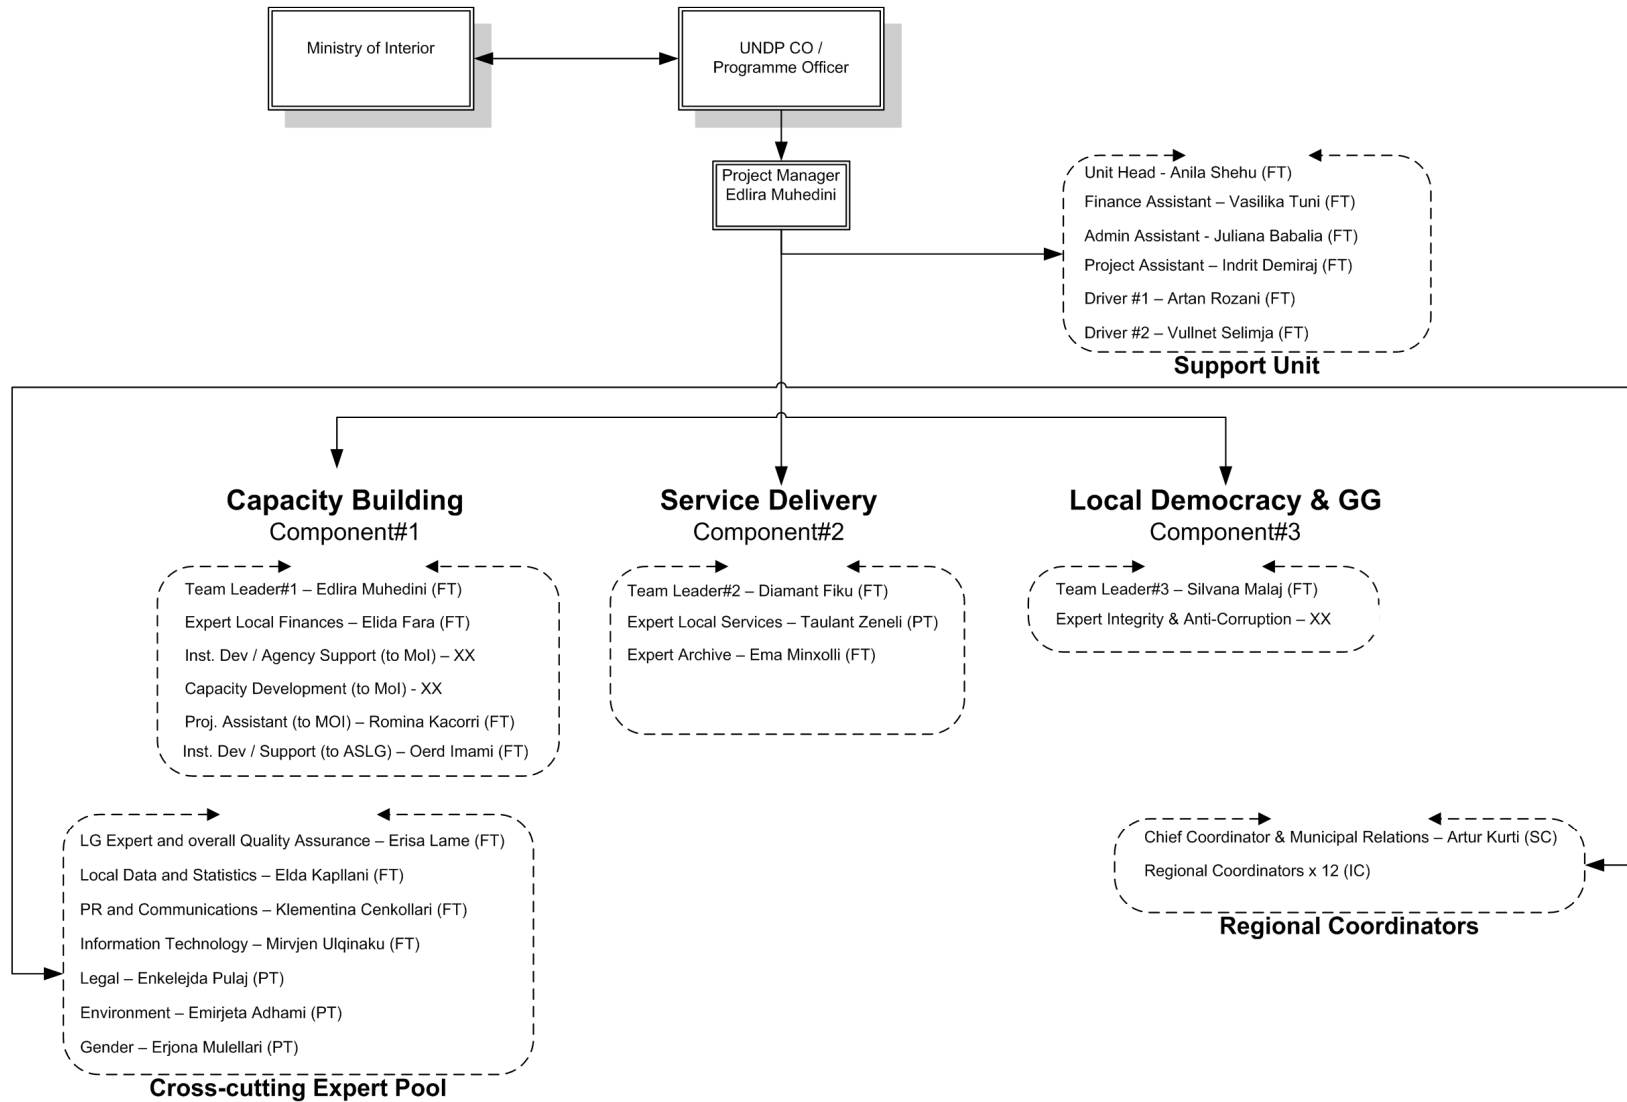 Ministry of Interior
UNDP CO /
Programme Officer
Project Manager
Edlira Muhedini
Unit Head - Anila Shehu (FT)
Finance Assistant – Vasilika Tuni (FT)
Admin Assistant - Juliana Babalia (FT)
Project Assistant – Indrit Demiraj (FT)
Driver #1 – Artan Rozani (FT)
Driver #2 – Vullnet Selimja (FT)
Support Unit
Capacity Building
Component#1
Team Leader#1 – Edlira Muhedini (FT)
Expert Local Finances – Elida Fara (FT)
Inst. Dev / Agency Support (to MoI) – XX
Capacity Development (to MoI) - XX
Proj. Assistant (to MOI) – Romina Kacorri (FT)
Inst. Dev / Support (to ASLG) – Oerd Imami (FT)
Service Delivery
Component#2
Team Leader#2 – Diamant Fiku (FT)
Expert Local Services – Taulant Zeneli (PT)
Expert Archive – Ema Minxolli (FT)
Local Democracy & GG
Component#3
Team Leader#3 – Silvana Malaj (FT)
Expert Integrity & Anti-Corruption – XX
LG Expert and overall Quality Assurance – Erisa Lame (FT)
Local Data and Statistics – Elda Kapllani (FT)
PR and Communications – Klementina Cenkollari (FT)
Information Technology – Mirvjen Ulqinaku (FT)
Legal – Enkelejda Pulaj (PT)
Environment – Emirjeta Adhami (PT)
Gender – Erjona Mulellari (PT)
Cross-cutting Expert Pool
Chief Coordinator & Municipal Relations – Artur Kurti (SC)
Regional Coordinators x 12 (IC)
Regional Coordinators